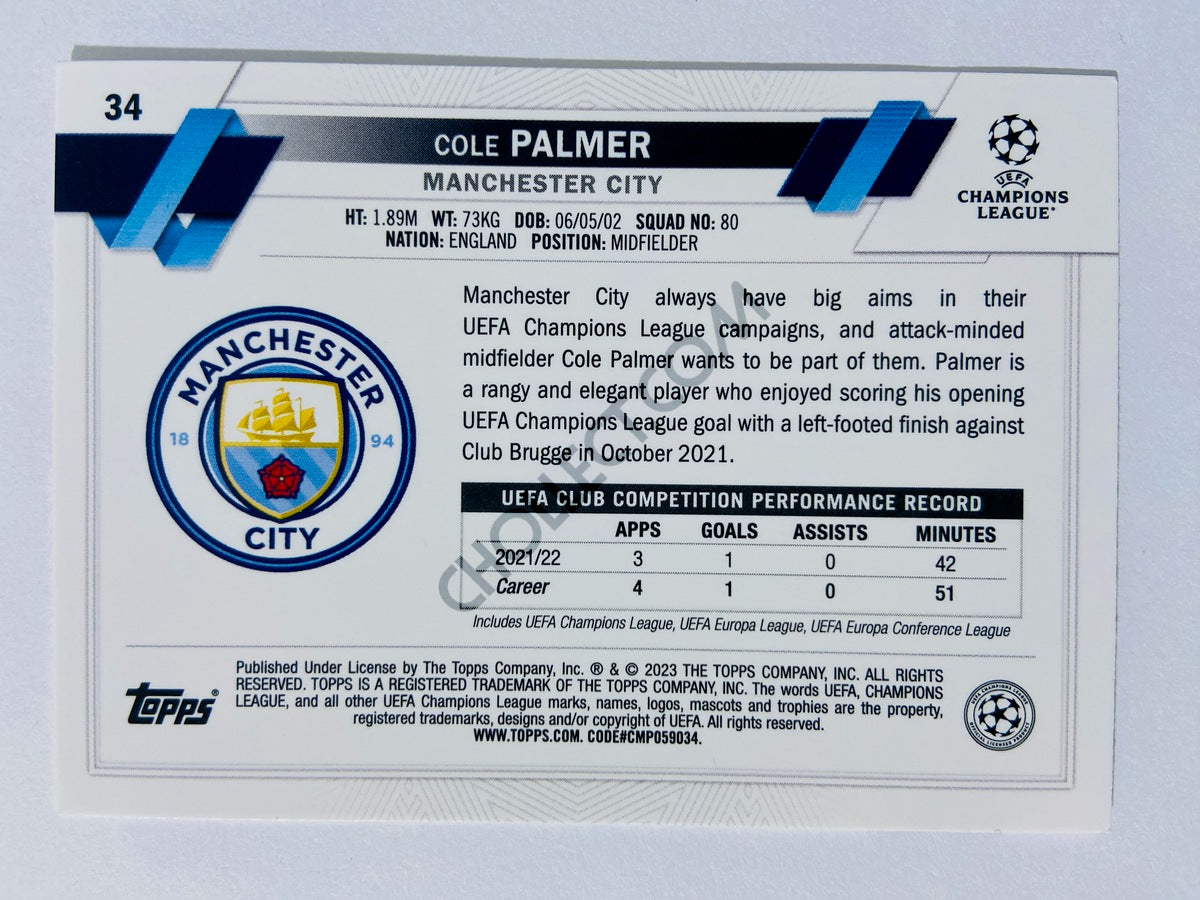 34
COLE PALMER
MANCHESTER CITY
UEFA
CHAMPIONS
LEAGUE®
HT: 1.89M WT: 73KG DOB: 06/05/02 SQUAD NO: 80
NATION: ENGLAND POSITION: MIDFIELDER
MANCHESTER
18 94
CITY
Manchester City always have big aims in their
UEFA Champions League campaigns, and attack-minded
midfielder Cole Palmer wants to be part of them. Palmer is
a rangy and elegant player who enjoyed scoring his opening
UEFA Champions League goal with a left-footed finish against
Club Brugge in October 2021.
CHOLLECT.COM
UEFA CLUB COMPETITION PERFORMANCE RECORD
APPS GOALS ASSISTS MINUTES
2021/22 3 1 0 42
Career 4 1 0 51
Includes UEFA Champions League, UEFA Europa League, UEFA Europa Conference League
topps®
Published Under License by The Topps Company, Inc. ® & © 2023 THE TOPPS COMPANY, INC. ALL RIGHTS
RESERVED. TOPPS IS A REGISTERED TRADEMARK OF THE TOPPS COMPANY, INC. The words UEFA, CHAMPIONS
LEAGUE, and all other UEFA Champions League marks, names, logos, mascots and trophies are the property,
registered trademarks, designs and/or copyright of UEFA. All rights reserved.
WWW.TOPPS.COM. CODE#CMP059034.
UEFA CHAMPIONS LEAGUE
OFFICIAL LICENSED PRODUCT